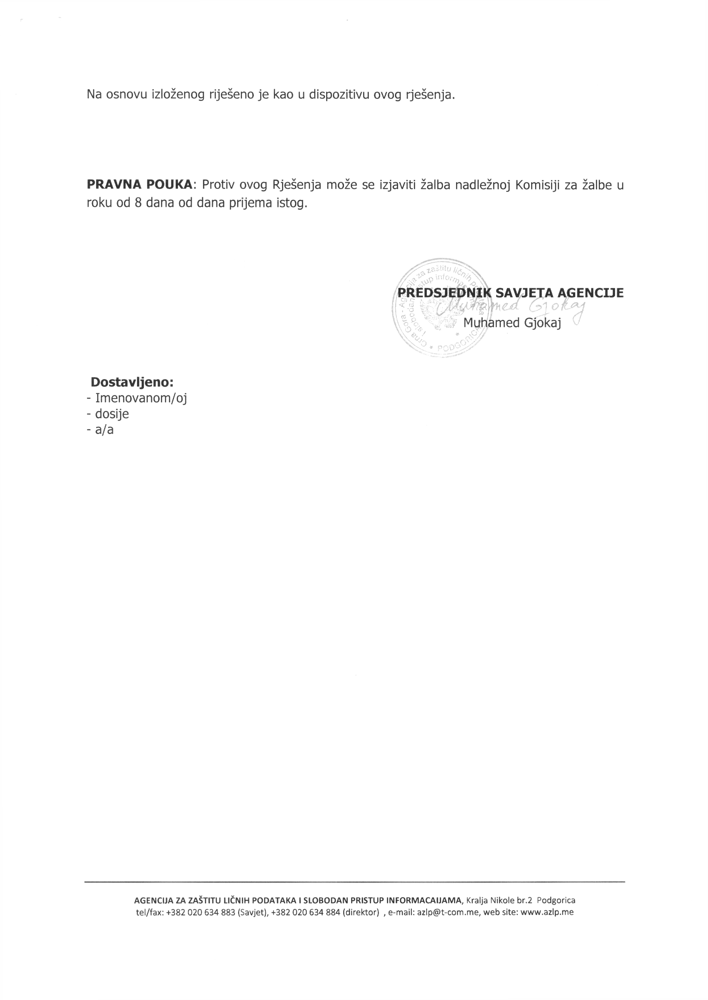 Na osnovu izloženog riješeno je kao u dispozitivu ovog rješenja.
PRAVNA POUKA: Protiv ovog Rješenja može se izjaviti žalba nadležnoj Komisiji za žalbe u
roku od 8 dana od dana prijema istog.
Crna Gora - Agencija za zaštitu ličnih podataka
i slobodan pristup informacijama
* PODGORICA *
PREDSJEDNIK SAVJETA AGENCIJE
Muhamed Gjokaj
Muhamed Gjokaj
Dostavljeno:
- Imenovanom/oj
- dosije
- a/a
AGENCIJA ZA ZAŠTITU LIČNIH PODATAKA I SLOBODAN PRISTUP INFORMACAIJAMA, Kralja Nikole br.2 Podgorica
tel/fax: +382 020 634 883 (Savjet), +382 020 634 884 (direktor) , e-mail: azlp@t-com.me, web site: www.azlp.me